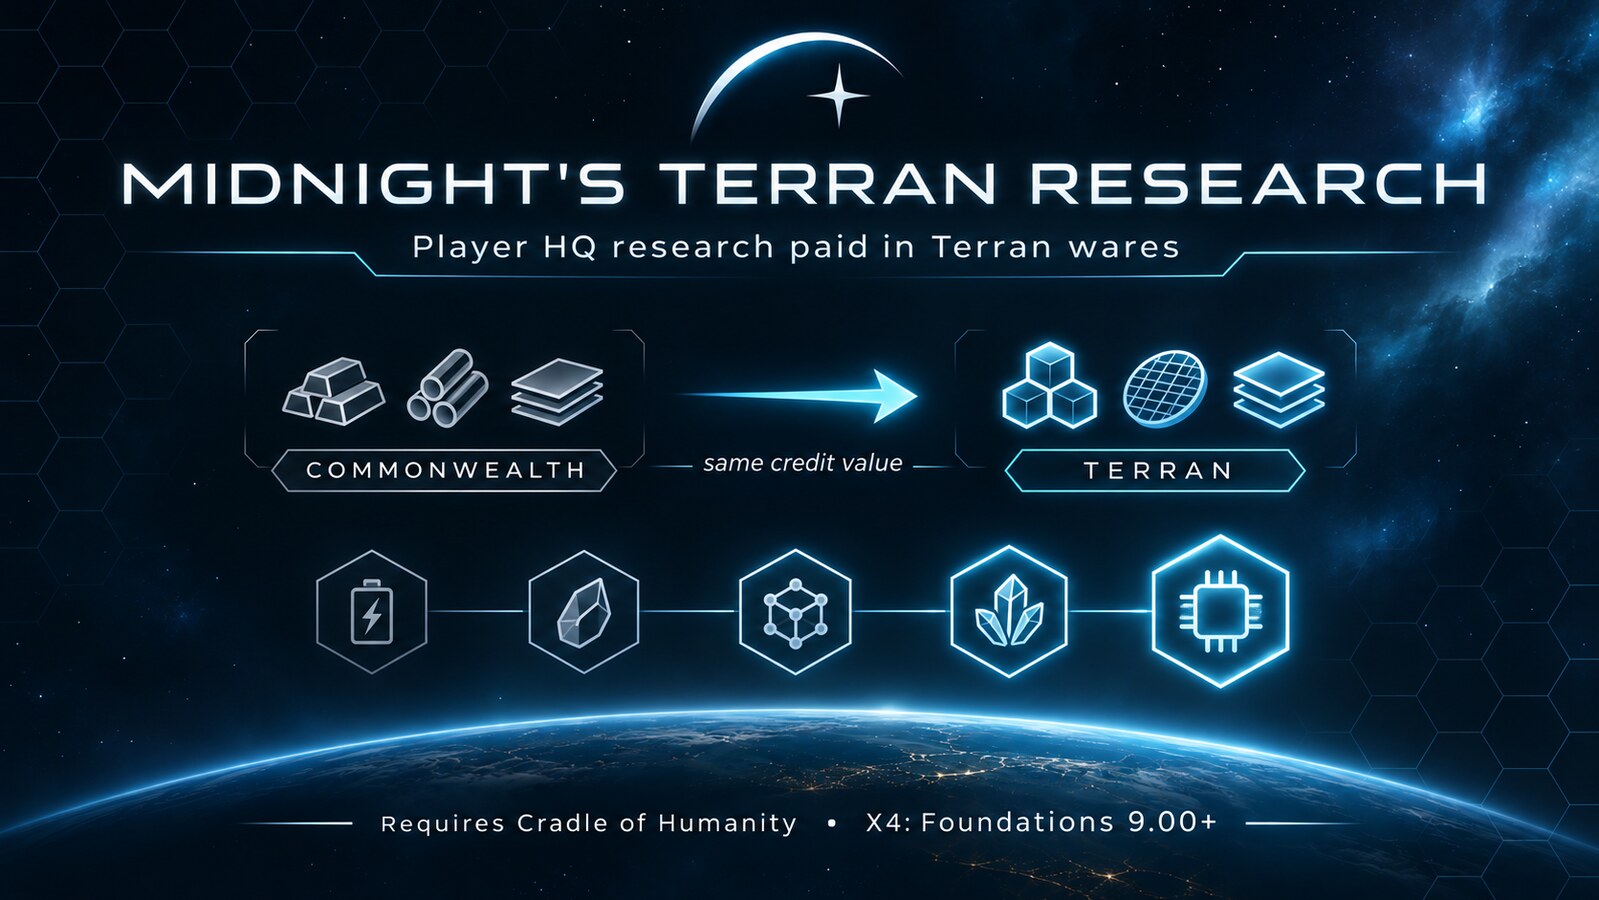 MIDNIGHT'S TERRAN RESEARCH
Player HQ research paid in Terran wares
same credit value
COMMONWEALTH
TERRAN
Requires Cradle of Humanity • X4: Foundations 9.00+